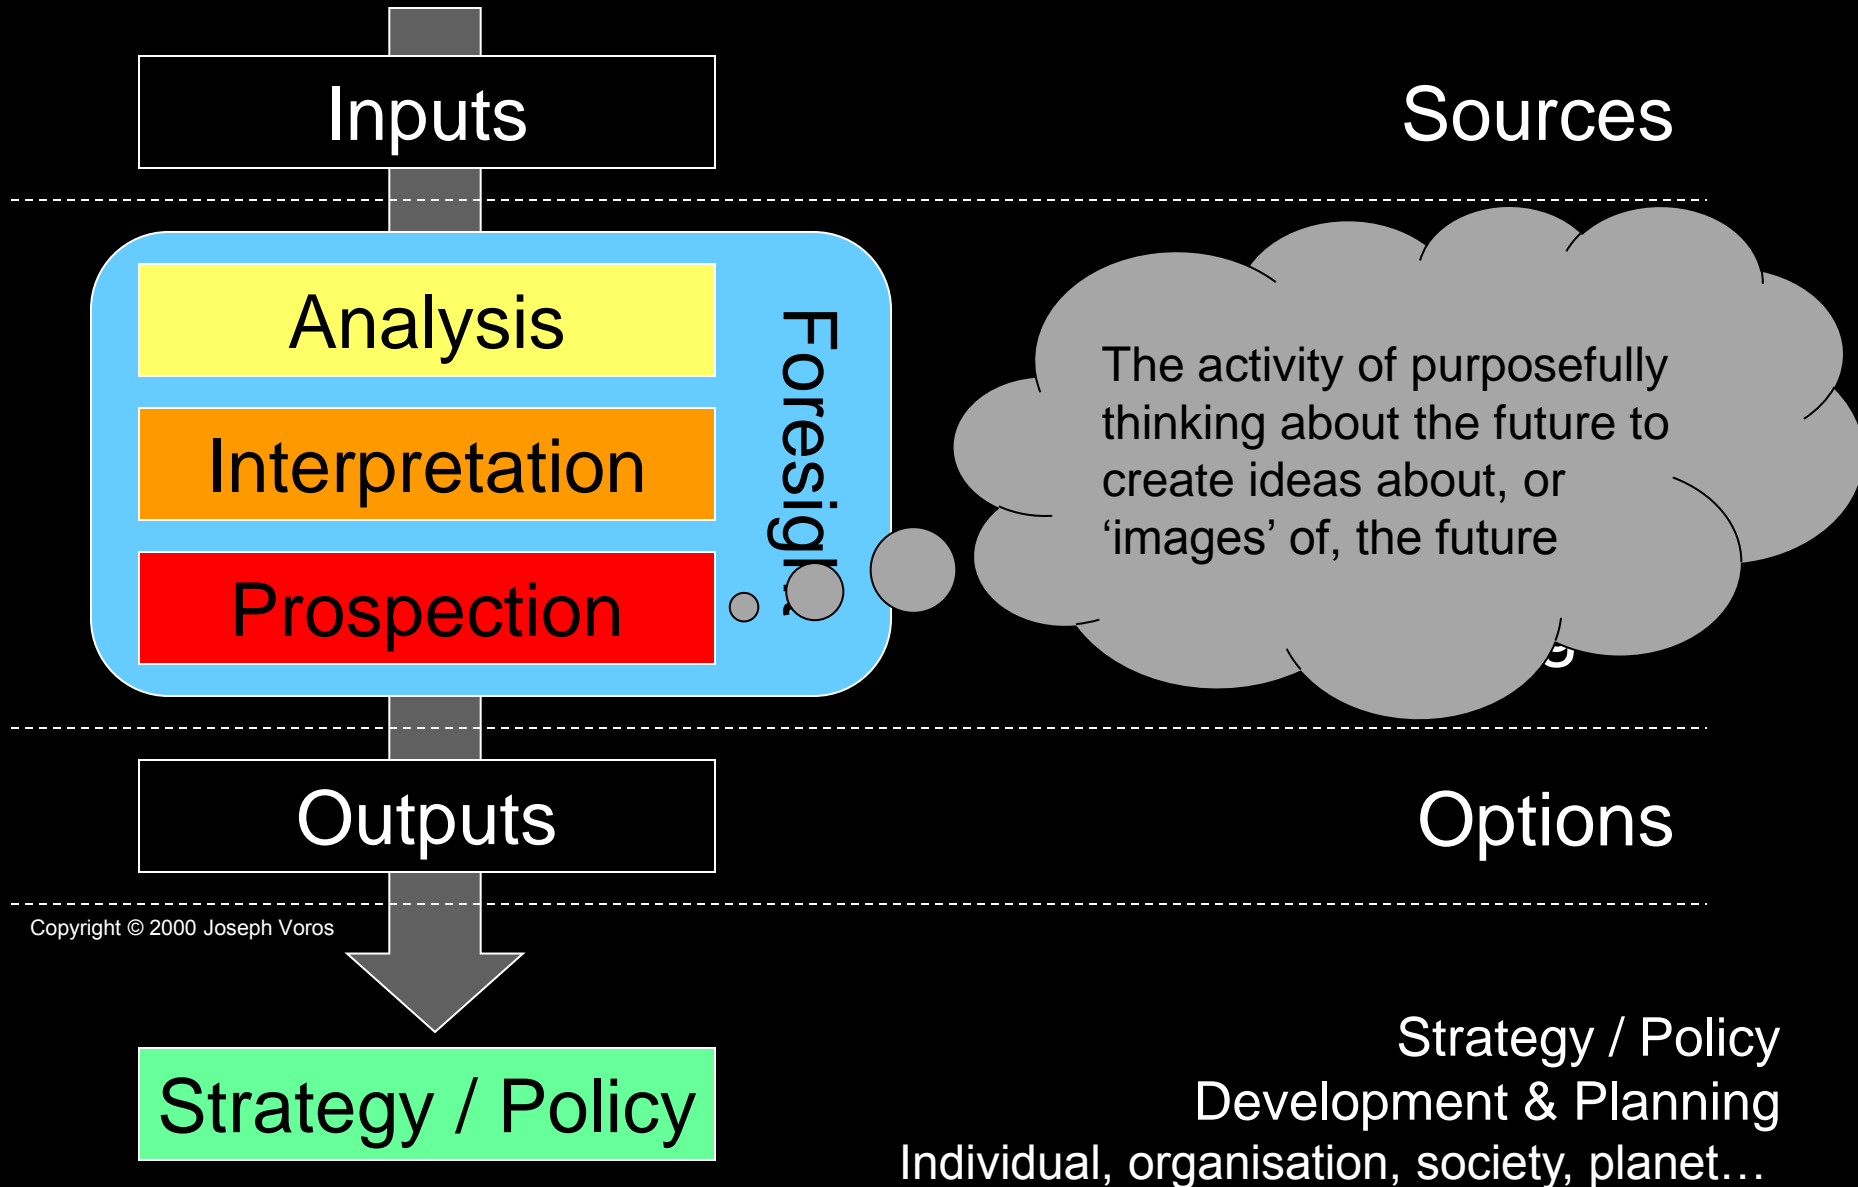 Inputs
Sources
Analysis
Interpretation
Prospection
Foresight
The activity of purposefully
thinking about the future to
create ideas about, or
‘images’ of, the future
Outputs
Options
Copyright © 2000 Joseph Voros
Strategy / Policy
Strategy / Policy
Development & Planning
Individual, organisation, society, planet…